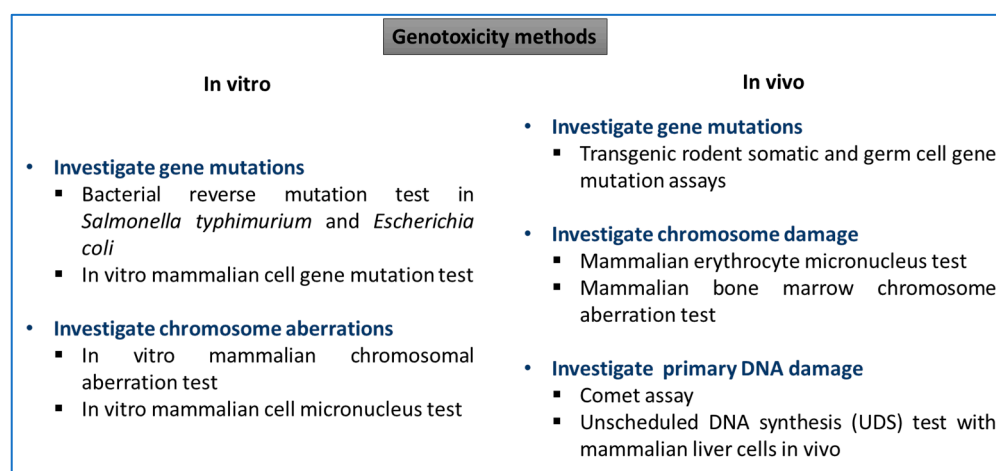 Genotoxicity methods
In vitro
• Investigate gene mutations
▪ Bacterial reverse mutation test in
Salmonella typhimurium and Escherichia
coli
▪ In vitro mammalian cell gene mutation test
• Investigate chromosome aberrations
▪ In vitro mammalian chromosomal
aberration test
▪ In vitro mammalian cell micronucleus test
In vivo
• Investigate gene mutations
▪ Transgenic rodent somatic and germ cell gene
mutation assays
• Investigate chromosome damage
▪ Mammalian erythrocyte micronucleus test
▪ Mammalian bone marrow chromosome
aberration test
• Investigate primary DNA damage
▪ Comet assay
▪ Unscheduled DNA synthesis (UDS) test with
mammalian liver cells in vivo